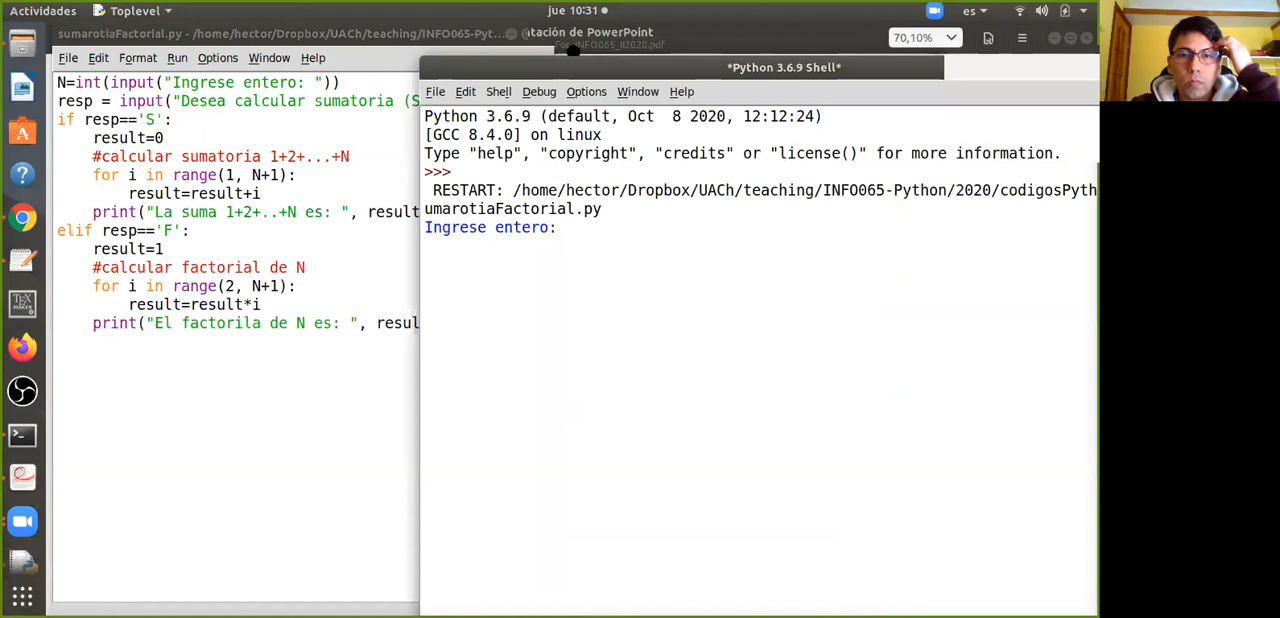 Actividades
Toplevel
jue 10:31
es
sumarotiaFactorial.py - /home/hector/Dropbox/UACh/teaching/INFO065-Pyt...
tación de PowerPoint
INFO065_II2020.pdf
70,10%
File Edit Format Run Options Window Help
N=int(input("Ingrese entero: "))
resp = input("Desea calcular sumatoria (S
if resp=='S':
result=0
#calcular sumatoria 1+2+...+N
for i in range(1, N+1):
result=result+i
print("La suma 1+2+..+N es: ", result
elif resp=='F':
result=1
#calcular factorial de N
for i in range(2, N+1):
result=result*i
print("El factorila de N es: ", resul
*Python 3.6.9 Shell*
File Edit Shell Debug Options Window Help
Python 3.6.9 (default, Oct  8 2020, 12:12:24)
[GCC 8.4.0] on linux
Type "help", "copyright", "credits" or "license()" for more information.
>>>
RESTART: /home/hector/Dropbox/UACh/teaching/INFO065-Python/2020/codigosPyth
umarotiaFactorial.py
Ingrese entero: